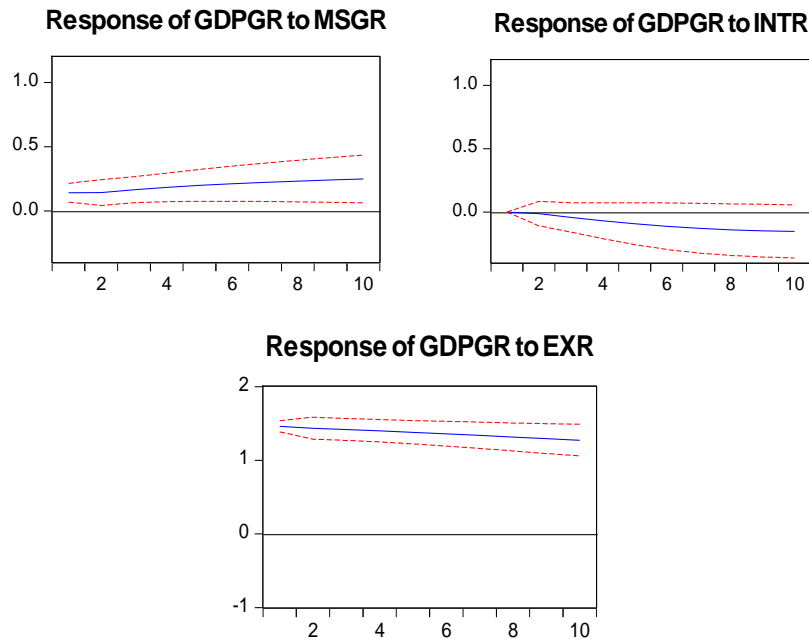 Response of GDPGR to MSGR
1.0
0.5
0.0
2 4 6 8 10
Response of GDPGR to INTR
1.0
0.5
0.0
2 4 6 8 10
Response of GDPGR to EXR
2
1
0
-1
2 4 6 8 10